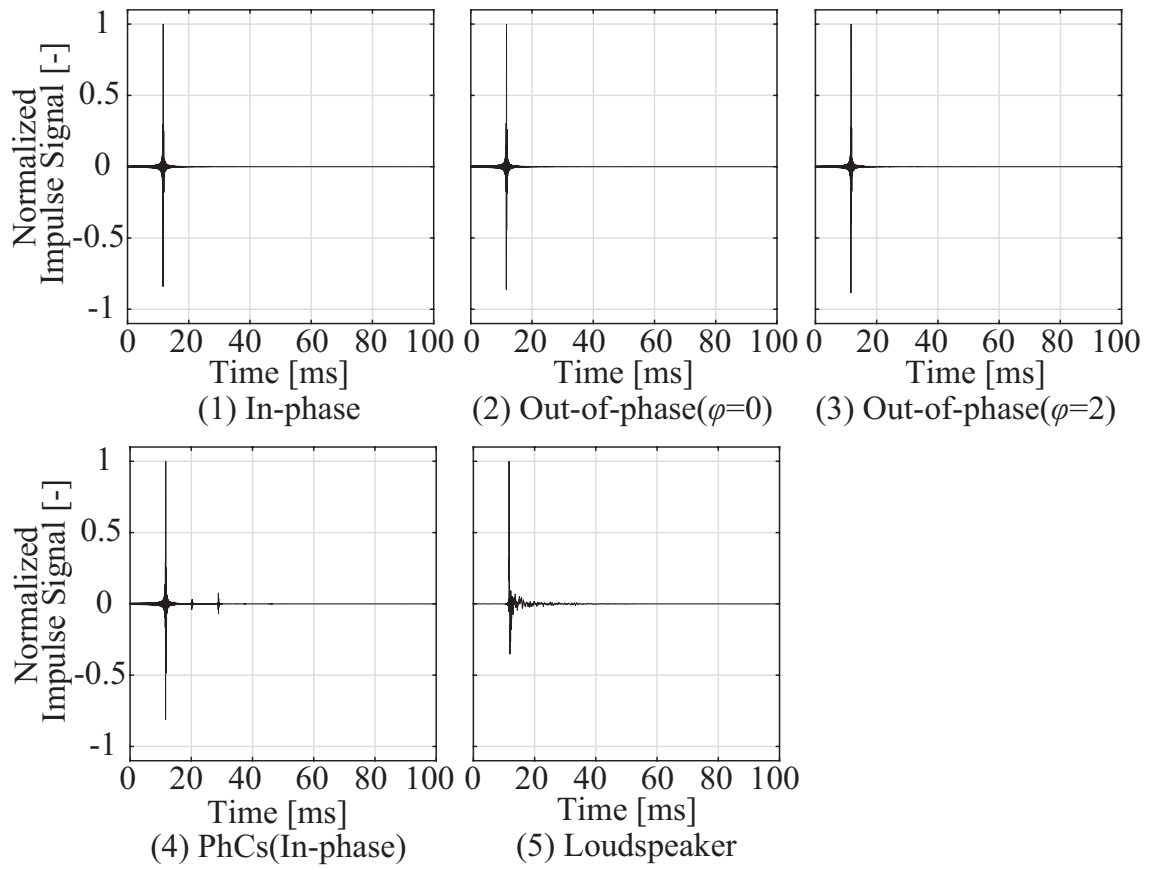 Normalized
Impulse Signal [-]
1
0.5
0
-0.5
-1
0 20 40 60 80 100
0 20 40 60 80 100
0 20 40 60 80 100
Time [ms]
Time [ms]
Time [ms]
(1) In-phase
(2) Out-of-phase(φ=0)
(3) Out-of-phase(φ=2)
Normalized
Impulse Signal [-]
1
0.5
0
-0.5
-1
0 20 40 60 80 100
0 20 40 60 80 100
Time [ms]
Time [ms]
(4) PhCs(In-phase)
(5) Loudspeaker